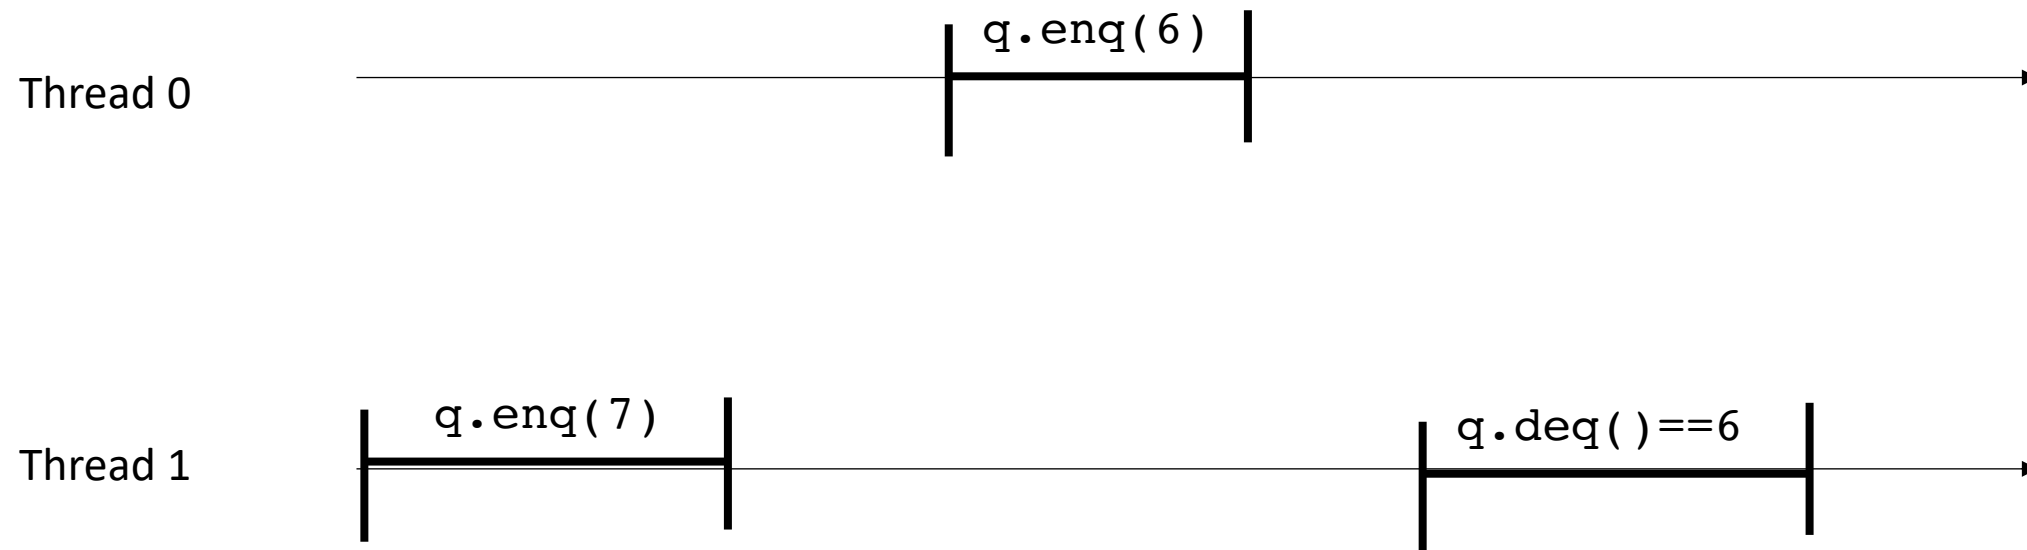 q.enq(6)
Thread 0
q.enq(7)
q.deq()==6
Thread 1